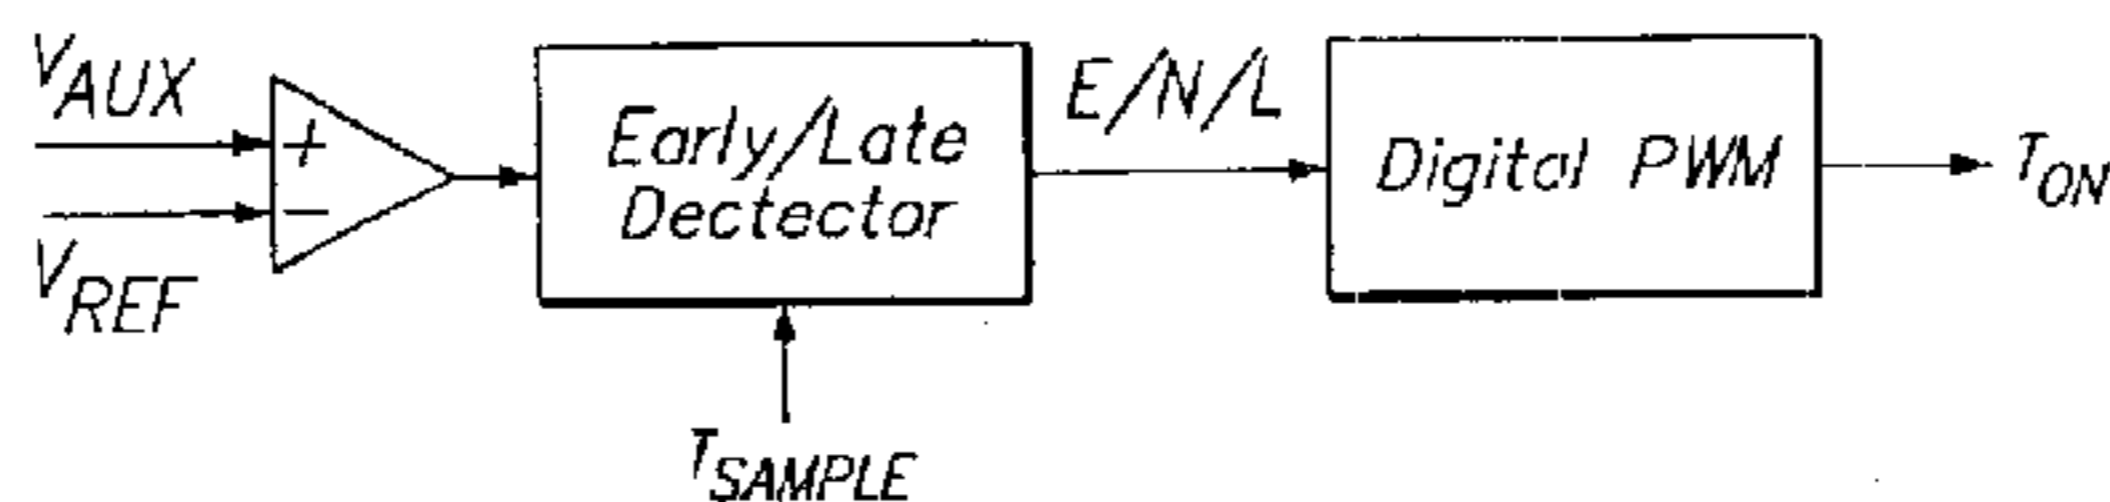 V_AUX
+
−
V_REF
Early/Late
Dectector
T_SAMPLE
E/N/L
Digital PWM
T_ON